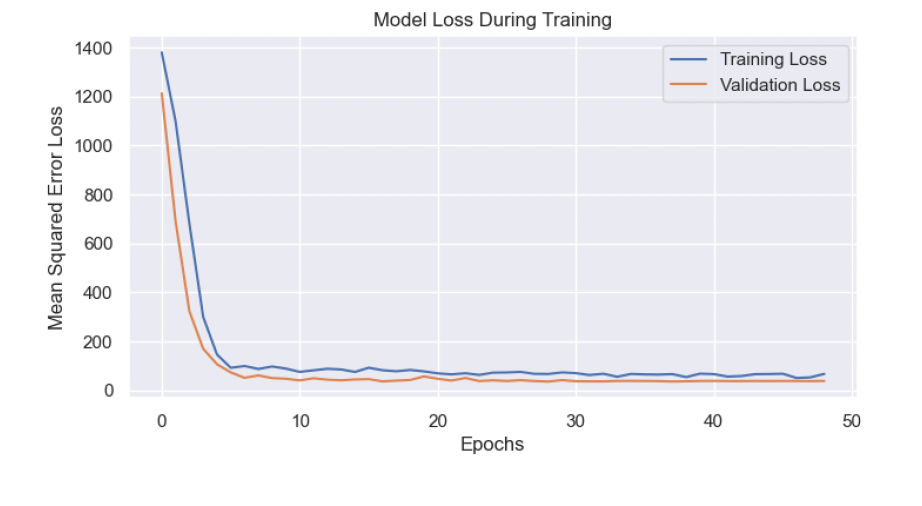 Model Loss During Training
1400
1200
1000
800
600
400
200
0
Mean Squared Error Loss
Training Loss
Validation Loss
0 10 20 30 40 50
Epochs